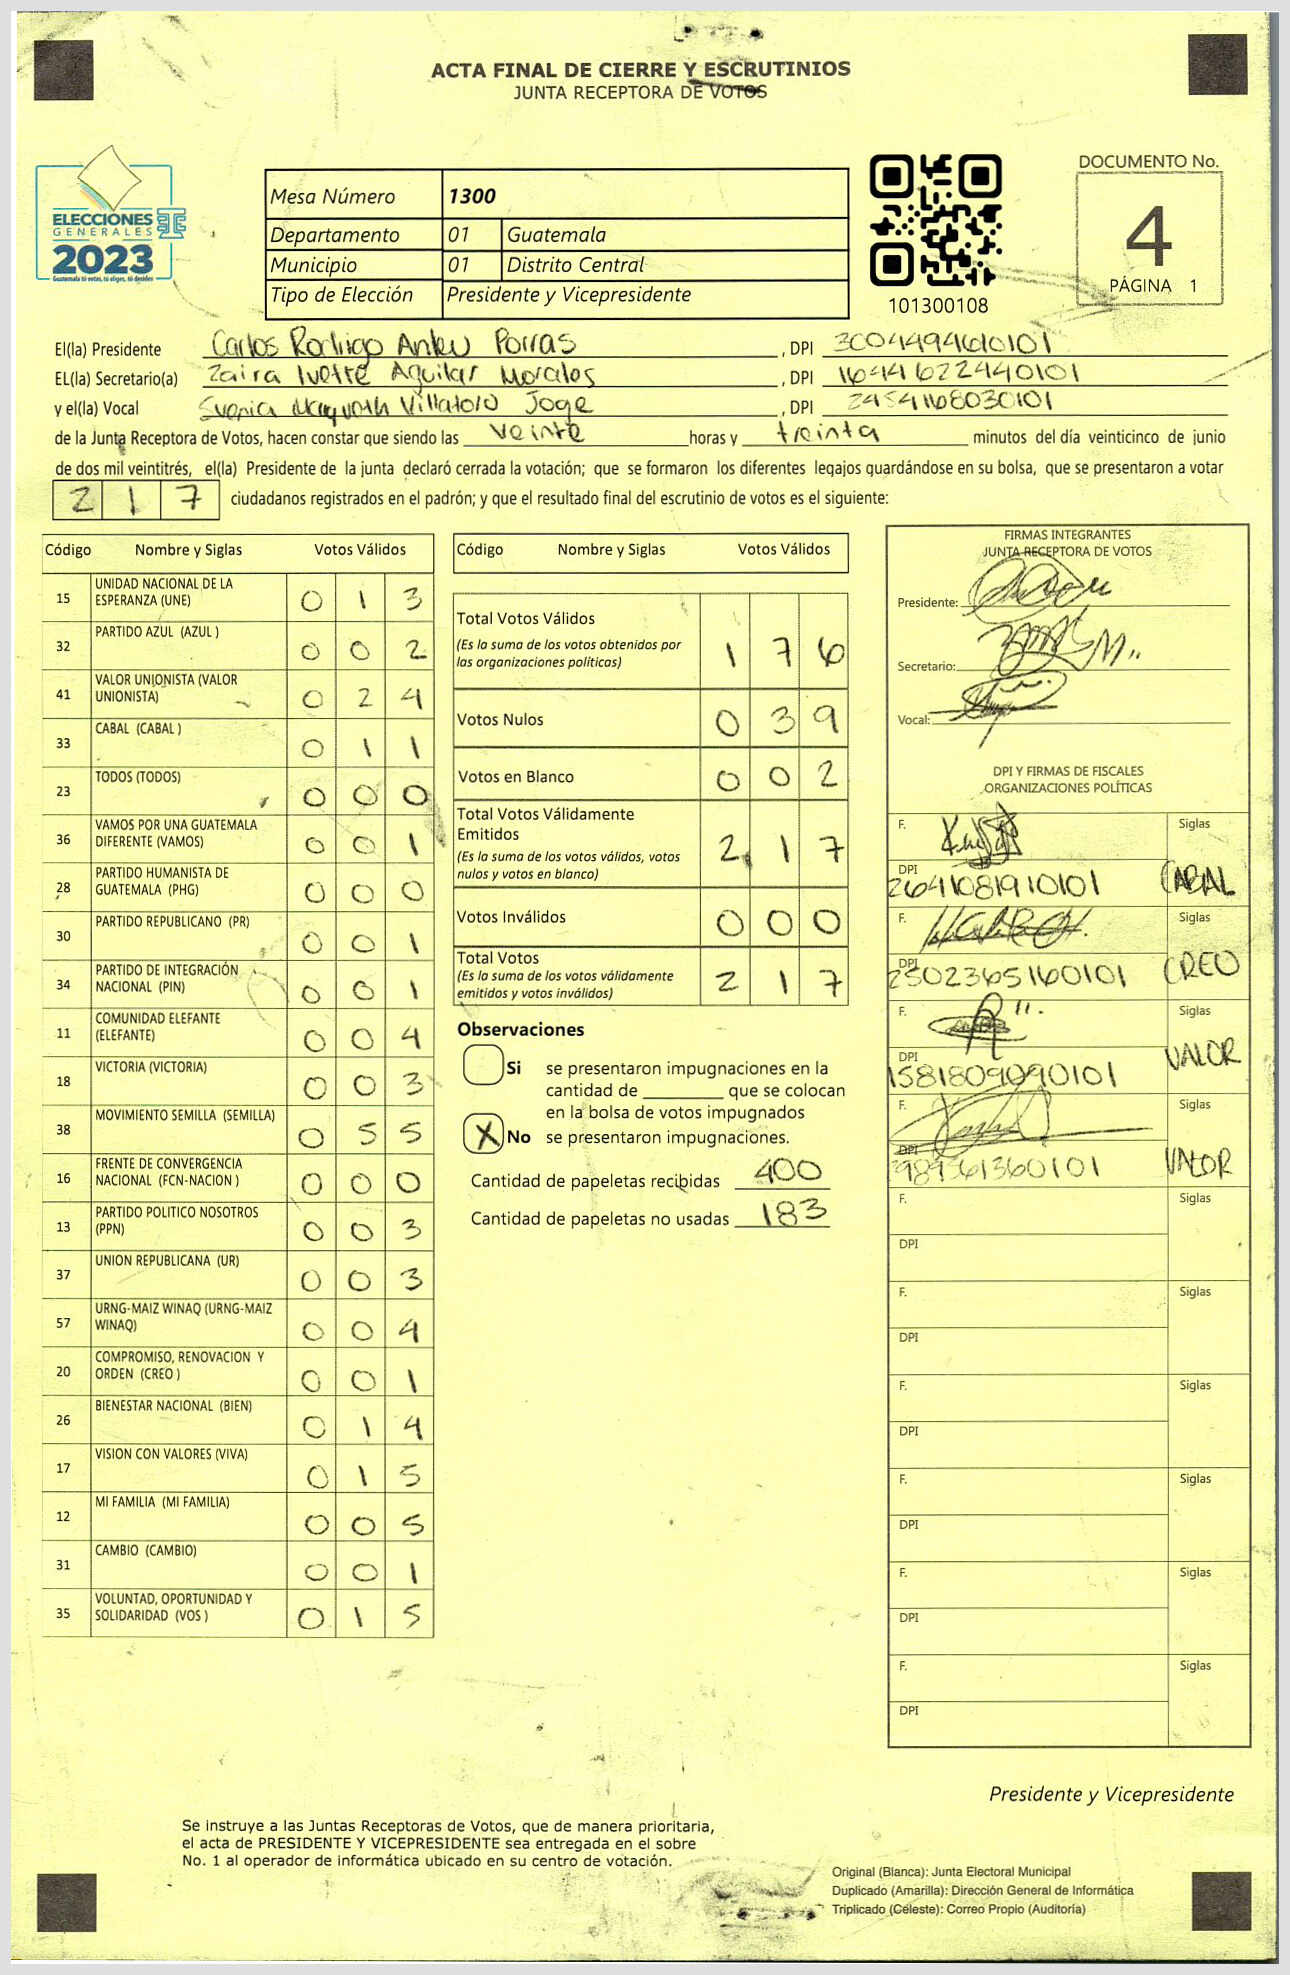 ACTA FINAL DE CIERRE Y ESCRUTINIOS
JUNTA RECEPTORA DE VOTOS
ELECCIONES
GENERALES
2023
Guatemala tú votas, tú eliges, tú decides
Mesa Número 1300
Departamento 01 Guatemala
Municipio 01 Distrito Central
Tipo de Elección Presidente y Vicepresidente
101300108
DOCUMENTO No.
4
PÁGINA 1
El(la) Presidente Carlos Rodrigo Porras , DPI
EL(la) Secretario(a) Zaira Ivette Aguilar Morales , DPI 1644622440101
y el(la) Vocal Villatoro Joge , DPI 2454168030101
de la Junta Receptora de Votos, hacen constar que siendo las veinte horas y treinta minutos del día veinticinco de junio
de dos mil veintitrés, el(la) Presidente de la junta declaró cerrada la votación; que se formaron los diferentes legajos guardándose en su bolsa, que se presentaron a votar
217 ciudadanos registrados en el padrón; y que el resultado final del escrutinio de votos es el siguiente:
Código Nombre y Siglas Votos Válidos
15 UNIDAD NACIONAL DE LA ESPERANZA (UNE) 0 1 3
32 PARTIDO AZUL (AZUL ) 0 0 2
41 VALOR UNIONISTA (VALOR UNIONISTA) 0 2 4
33 CABAL (CABAL ) 0 1 1
23 TODOS (TODOS) 0 0 0
36 VAMOS POR UNA GUATEMALA DIFERENTE (VAMOS) 0 0 1
28 PARTIDO HUMANISTA DE GUATEMALA (PHG) 0 0 0
30 PARTIDO REPUBLICANO (PR) 0 0 1
34 PARTIDO DE INTEGRACIÓN NACIONAL (PIN) 0 0 1
11 COMUNIDAD ELEFANTE (ELEFANTE) 0 0 4
18 VICTORIA (VICTORIA) 0 0 3
38 MOVIMIENTO SEMILLA (SEMILLA) 0 5 5
16 FRENTE DE CONVERGENCIA NACIONAL (FCN-NACION ) 0 0 0
13 PARTIDO POLITICO NOSOTROS (PPN) 0 0 3
37 UNION REPUBLICANA (UR) 0 0 3
57 URNG-MAIZ WINAQ (URNG-MAIZ WINAQ) 0 0 4
20 COMPROMISO, RENOVACION Y ORDEN (CREO ) 0 0 1
26 BIENESTAR NACIONAL (BIEN) 0 1 4
17 VISION CON VALORES (VIVA) 0 1 5
12 MI FAMILIA (MI FAMILIA) 0 0 5
31 CAMBIO (CAMBIO) 0 0 1
35 VOLUNTAD, OPORTUNIDAD Y SOLIDARIDAD (VOS ) 0 1 5
Código Nombre y Siglas Votos Válidos
Total Votos Válidos
(Es la suma de los votos obtenidos por
las organizaciones políticas) 1 7 6
Votos Nulos 0 3 9
Votos en Blanco 0 0 2
Total Votos Válidamente
Emitidos
(Es la suma de los votos válidos, votos
nulos y votos en blanco) 2 1 7
Votos Inválidos 0 0 0
Total Votos
(Es la suma de los votos válidamente
emitidos y votos inválidos) 2 1 7
Observaciones
Si se presentaron impugnaciones en la
cantidad de ________ que se colocan
en la bolsa de votos impugnados
X No se presentaron impugnaciones.
Cantidad de papeletas recibidas 400
Cantidad de papeletas no usadas 183
FIRMAS INTEGRANTES
JUNTA RECEPTORA DE VOTOS
Presidente:
Secretario:
Vocal:
DPI Y FIRMAS DE FISCALES
ORGANIZACIONES POLÍTICAS
F. Siglas
DPI
2641081910101 CABAL
F. Siglas
DPI
2502365160101 CREO
F. Siglas
DPI
1581809090101 VALOR
F. Siglas
DPI
VALOR
F. Siglas
DPI
F. Siglas
DPI
F. Siglas
DPI
F. Siglas
DPI
F. Siglas
DPI
F. Siglas
DPI
Presidente y Vicepresidente
Se instruye a las Juntas Receptoras de Votos, que de manera prioritaria,
el acta de PRESIDENTE Y VICEPRESIDENTE sea entregada en el sobre
No. 1 al operador de informática ubicado en su centro de votación.
Original (Blanca): Junta Electoral Municipal
Duplicado (Amarilla): Dirección General de Informática
Triplicado (Celeste): Correo Propio (Auditoría)